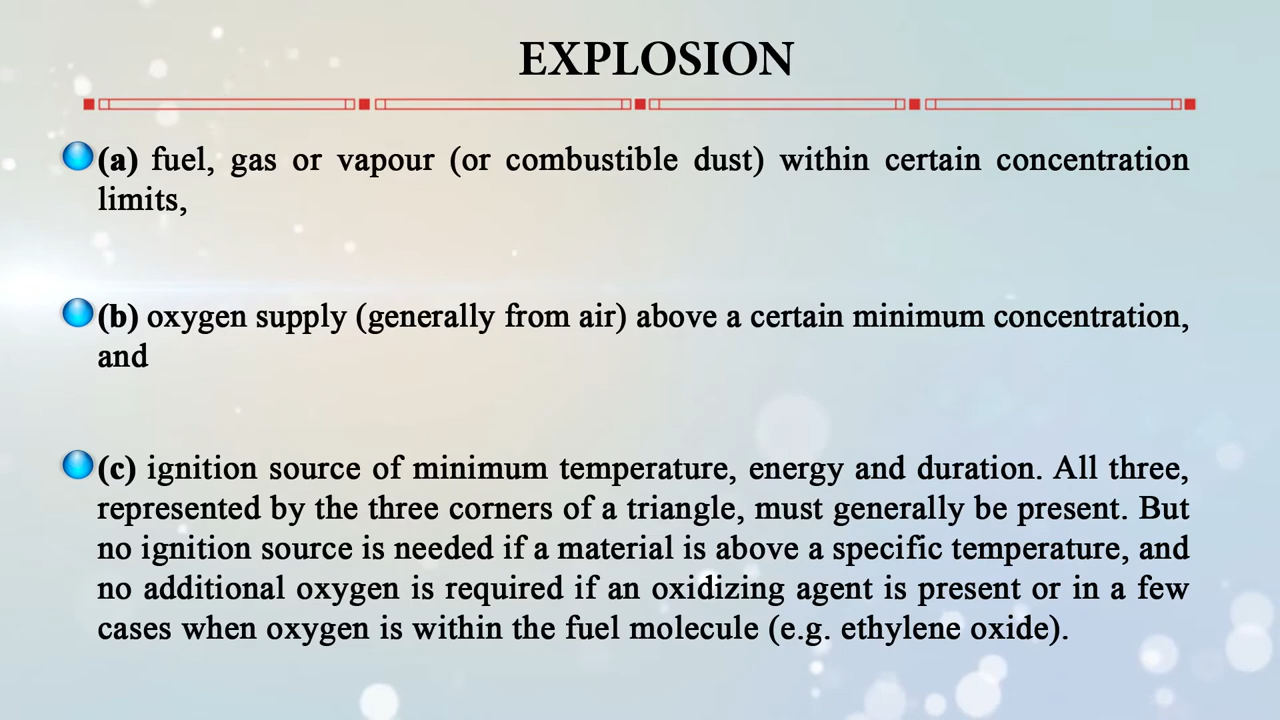 EXPLOSION
(a) fuel, gas or vapour (or combustible dust) within certain concentration
limits,
(b) oxygen supply (generally from air) above a certain minimum concentration,
and
(c) ignition source of minimum temperature, energy and duration. All three,
represented by the three corners of a triangle, must generally be present. But
no ignition source is needed if a material is above a specific temperature, and
no additional oxygen is required if an oxidizing agent is present or in a few
cases when oxygen is within the fuel molecule (e.g. ethylene oxide).